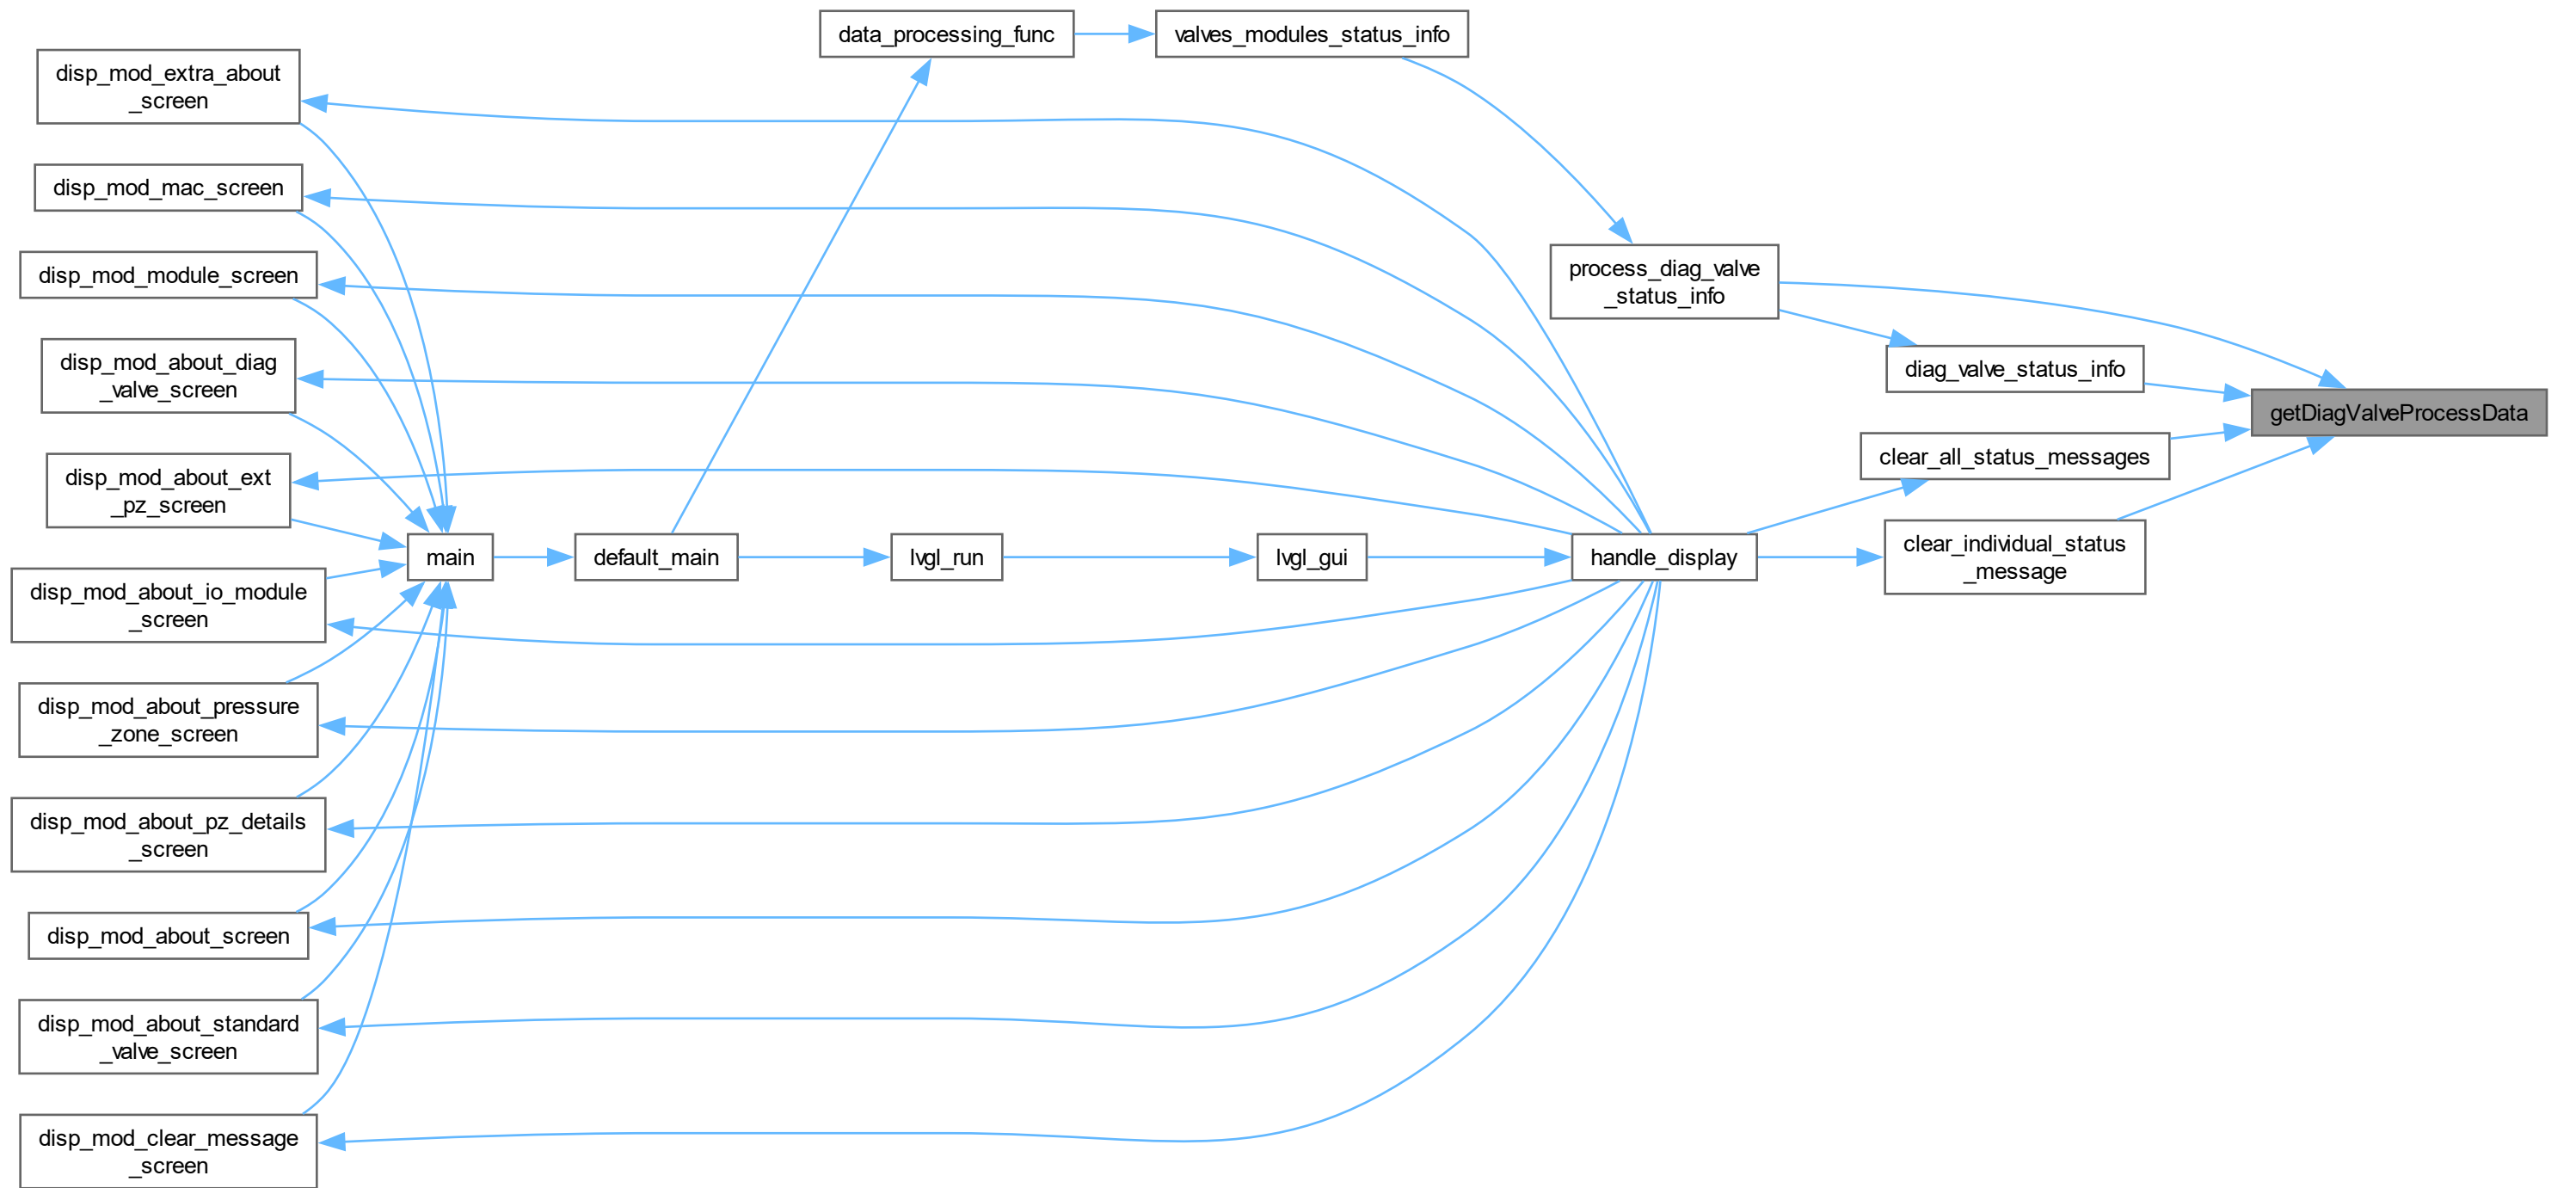 data_processing_func
valves_modules_status_info
disp_mod_extra_about
_screen
disp_mod_mac_screen
disp_mod_module_screen
process_diag_valve
_status_info
disp_mod_about_diag
_valve_screen
diag_valve_status_info
getDiagValveProcessData
clear_all_status_messages
disp_mod_about_ext
_pz_screen
main
default_main
lvgl_run
lvgl_gui
handle_display
clear_individual_status
_message
disp_mod_about_io_module
_screen
disp_mod_about_pressure
_zone_screen
disp_mod_about_pz_details
_screen
disp_mod_about_screen
disp_mod_about_standard
_valve_screen
disp_mod_clear_message
_screen